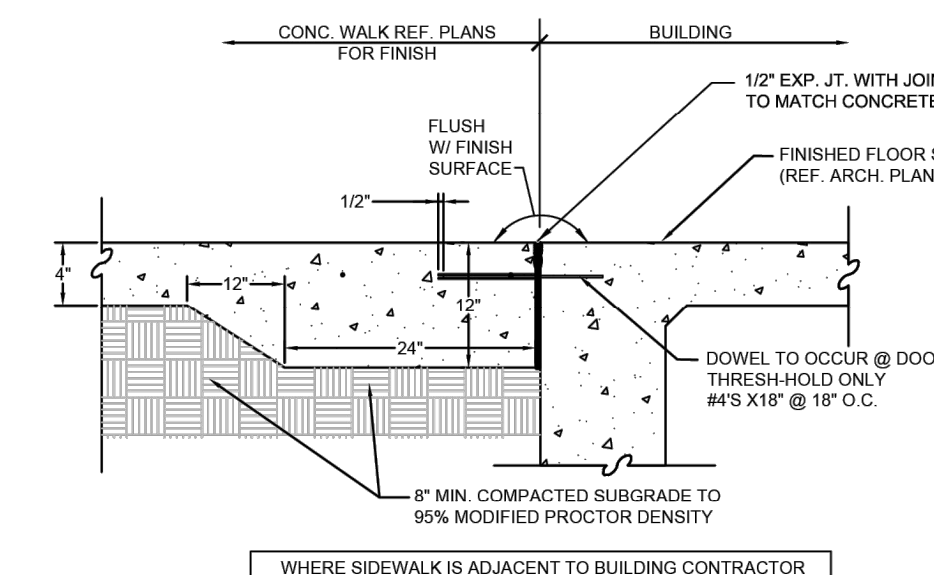 CONC. WALK REF. PLANS
FOR FINISH
BUILDING
1/2" EXP. JT. WITH
TO MATCH CONCRETE
FLUSH
W/ FINISH
SURFACE
FINISHED FLOOR
(REF. ARCH. PLAN
1/2"
4"
12"
12"
24"
DOWEL TO OCCUR @
THRESH-HOLD ONLY
#4'S X18" @ 18" O.C.
8" MIN. COMPACTED SUBGRADE TO
95% MODIFIED PROCTOR DENSITY
WHERE SIDEWALK IS ADJACENT TO BUILDING CONTRACTOR